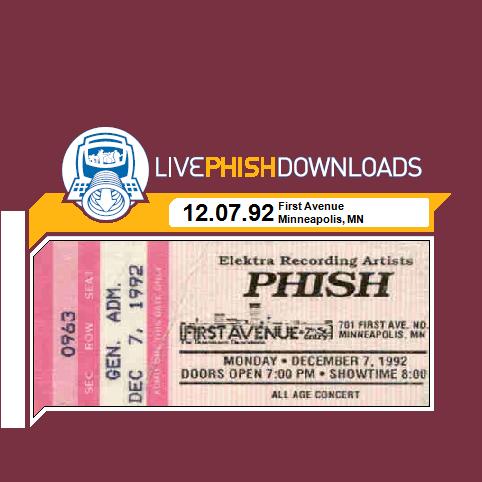 LIVEPHISHDOWNLOADS
12.07.92
First Avenue
Minneapolis, MN
0963
SEC ROW SEAT
GEN. ADM.
DEC 7, 1992
Elektra Recording Artists
PHISH
FIRST AVENUE
701 FIRST AVE. NO.
MINNEAPOLIS, MN.
MONDAY • DECEMBER 7, 1992
DOORS OPEN 7:00 PM • SHOWTIME 8:00
ALL AGE CONCERT